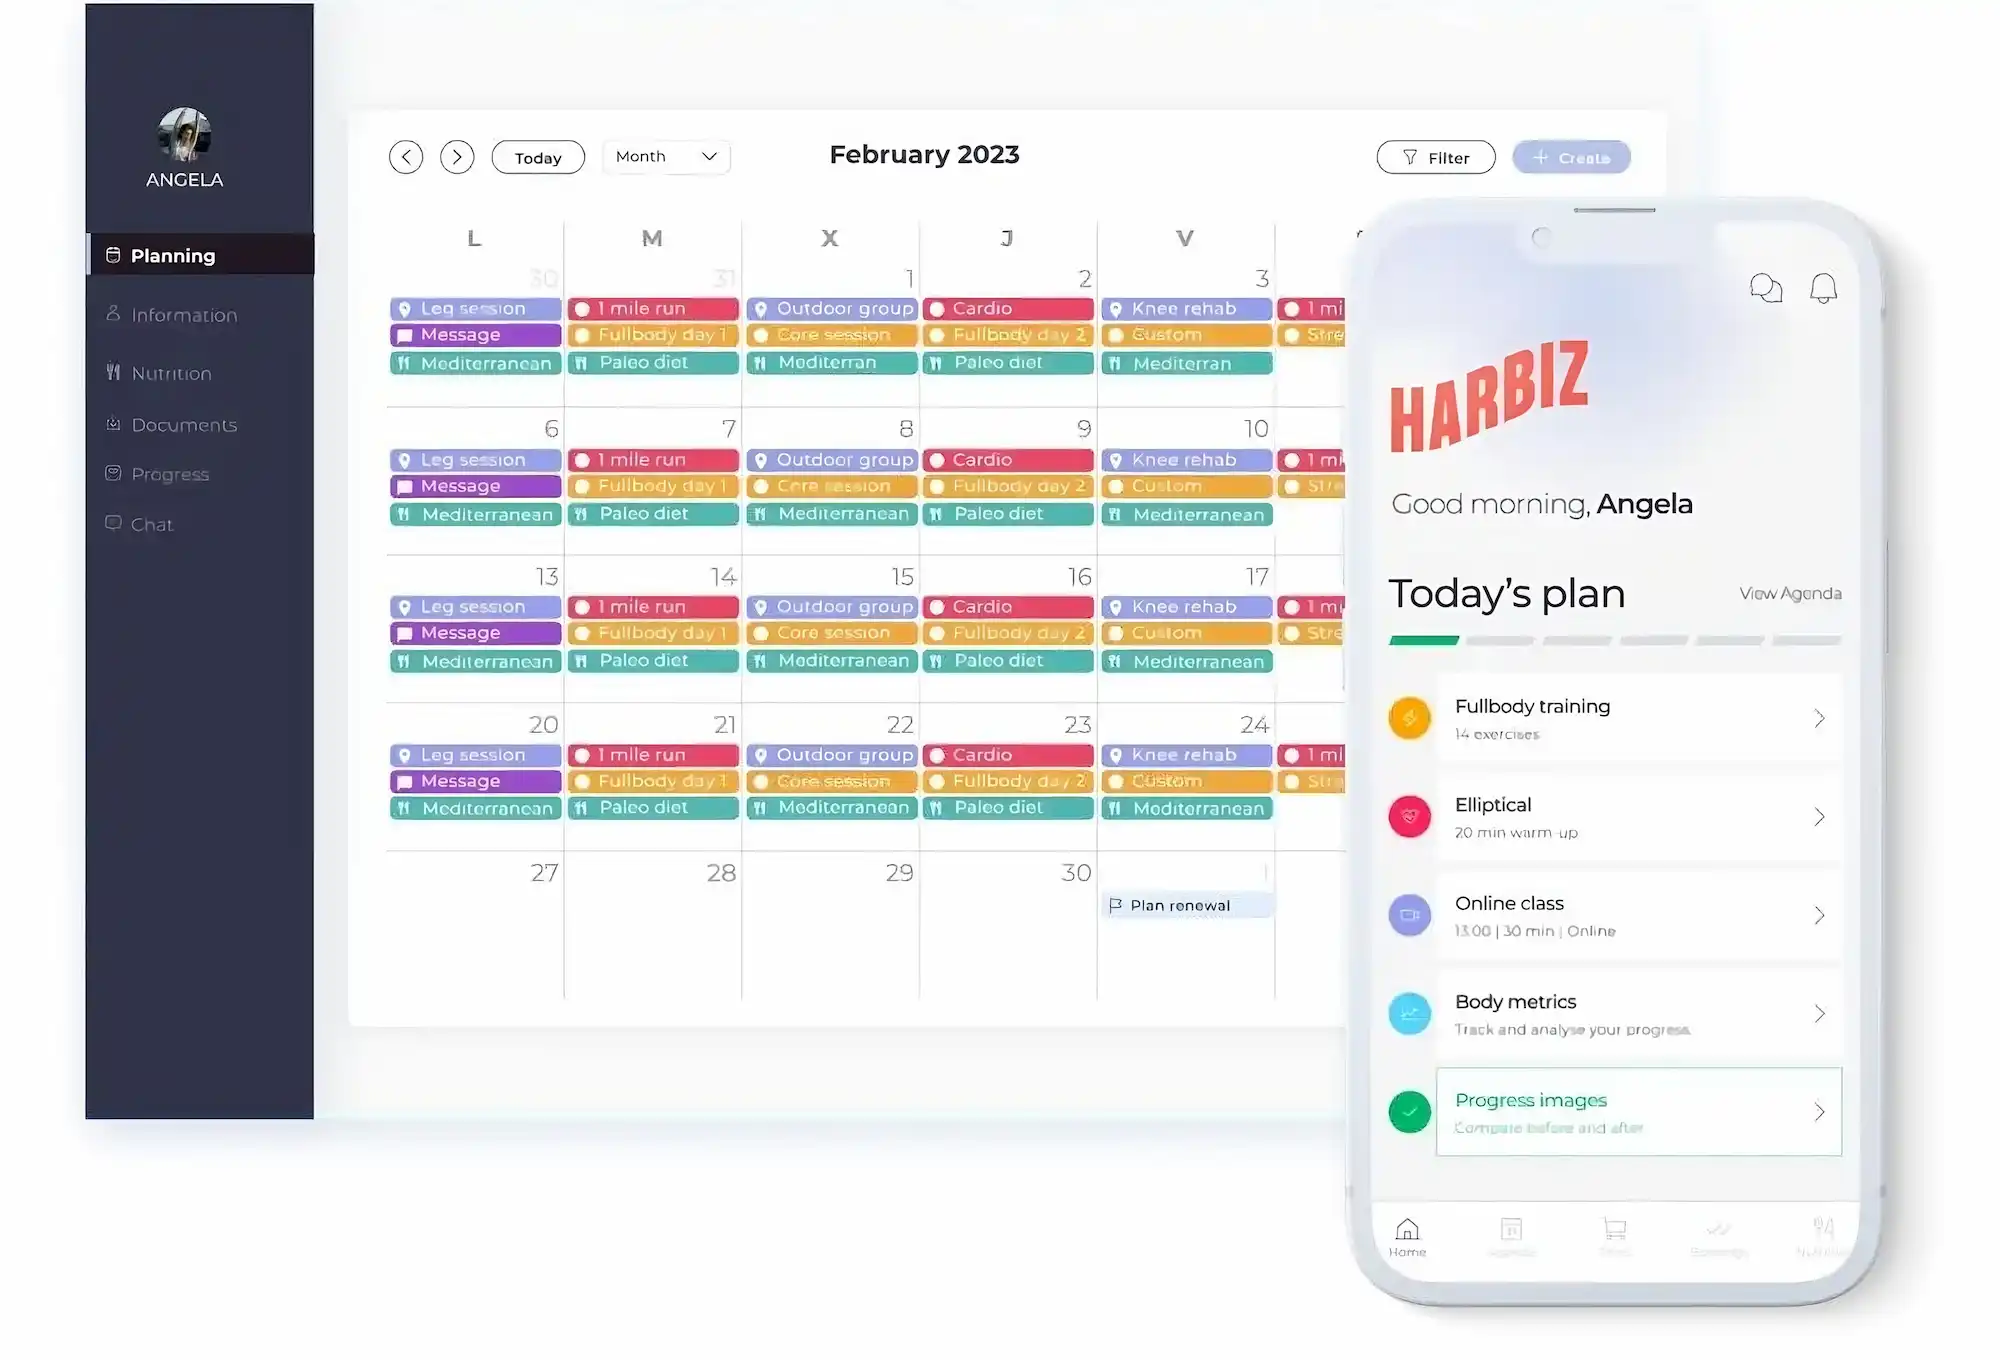 ANGELA
Planning
Information
Nutrition
Documents
Progress
Chat
Today
Month
February 2023
Filter
+ Create
L M X J V
30 31 1 2 3
Leg session 1 mile run Outdoor group Cardio Knee rehab 1 mi
Message Fullbody day 1 Core session Fullbody day 2 Custom Stre
Mediterranean Paleo diet Mediterran Paleo diet Mediterran
6 7 8 9 10
Leg session 1 mile run Outdoor group Cardio Knee rehab 1 mi
Message Fullbody day 1 Core session Fullbody day 2 Custom Stre
Mediterranean Paleo diet Mediterranean Paleo diet Mediterranean
13 14 15 16 17
Leg session 1 mile run Outdoor group Cardio Knee rehab 1 mi
Message Fullbody day 1 Core session Fullbody day 2 Custom Stre
Mediterranean Paleo diet Mediterranean Paleo diet Mediterranean
20 21 22 23 24
Leg session 1 mile run Outdoor group Cardio Knee rehab 1 mi
Message Fullbody day 1 Core session Fullbody day 2 Custom Stre
Mediterranean Paleo diet Mediterranean Paleo diet Mediterranean
27 28 29 30 1
Plan renewal
HARBIZ
Good morning, Angela
Today's plan
View Agenda
Fullbody training
14 exercises
Elliptical
20 min warm-up
Online class
13.00 | 30 min | Online
Body metrics
Track and analyse your progress
Progress images
Compare before and after
Home